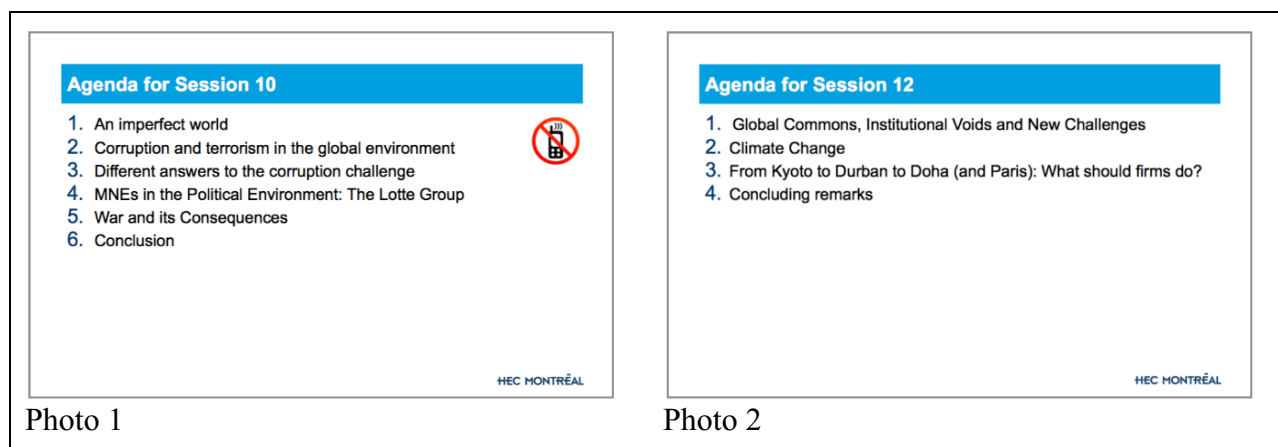 Agenda for Session 10
1. An imperfect world
2. Corruption and terrorism in the global environment
3. Different answers to the corruption challenge
4. MNEs in the Political Environment: The Lotte Group
5. War and its Consequences
6. Conclusion
HEC MONTRĒAL
Photo 1
Agenda for Session 12
1. Global Commons, Institutional Voids and New Challenges
2. Climate Change
3. From Kyoto to Durban to Doha (and Paris): What should firms do?
4. Concluding remarks
HEC MONTRĒAL
Photo 2